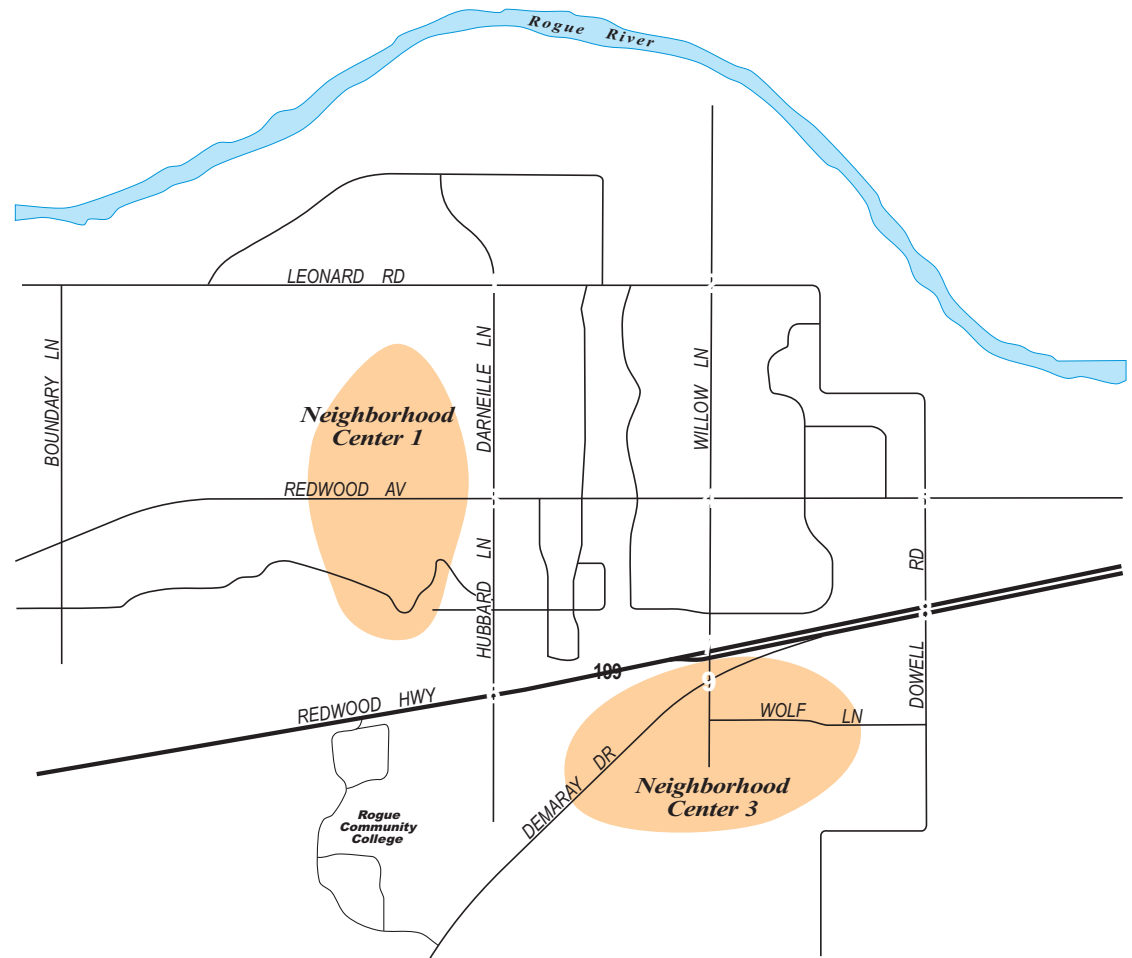 Rogue River
LEONARD RD
BOUNDARY LN
DARNEILLE LN
WILLOW LN
Neighborhood
Center 1
REDWOOD AV
HUBBARD LN
DOWELL RD
199
9
REDWOOD HWY
WOLF LN
DEMARAY DR
Neighborhood
Center 3
Rogue
Community
College